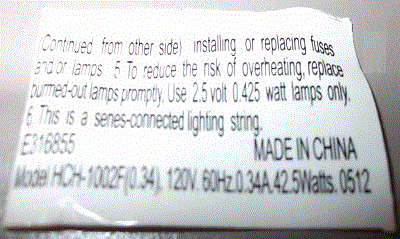 Continued from other side) installing or replacing fuses
and/or lamps 5 To reduce the risk of overheating, replace
burned-out lamps promptly. Use 2.5 volt 0.425 watt lamps only.
6. This is a series-connected lighting string.
E316855 MADE IN CHINA
Model HCH-1002F(0.34), 120V. 60Hz.0.34A.42.5Watts. 0512